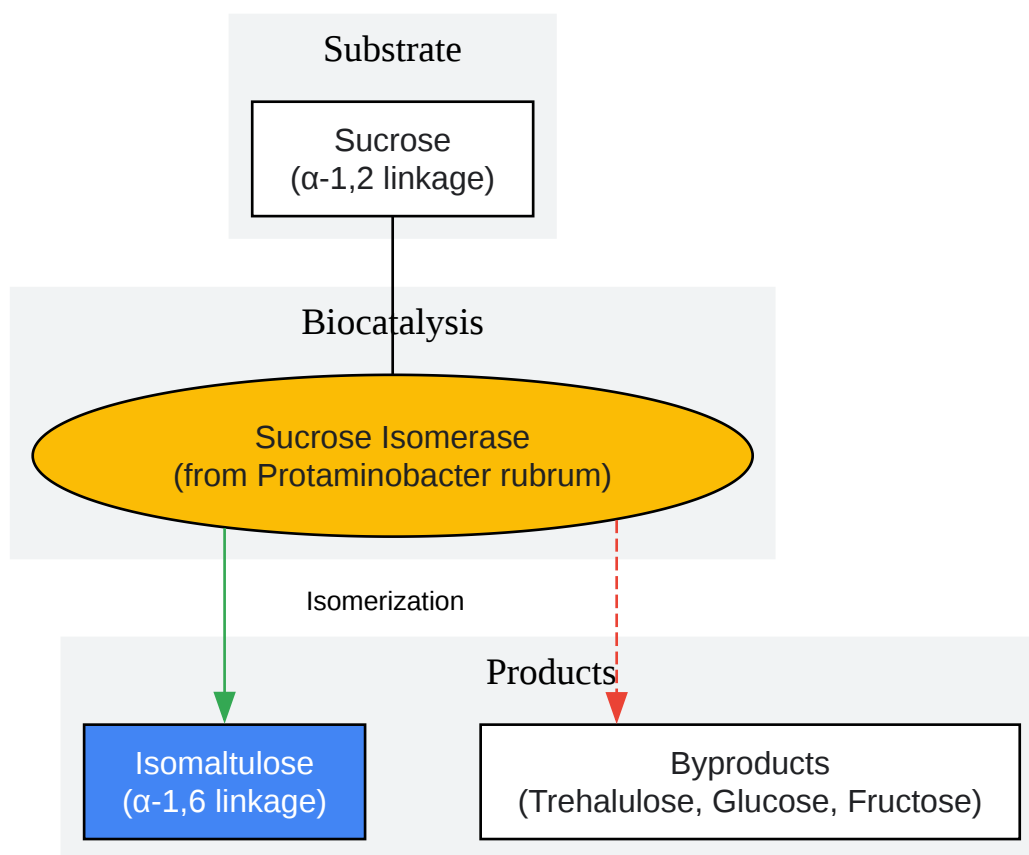 Substrate
Sucrose
(α-1,2 linkage)
Biocatalysis
Sucrose Isomerase
(from Protaminobacter rubrum)
Isomerization
Products
Isomaltulose
(α-1,6 linkage)
Byproducts
(Trehalulose, Glucose, Fructose)